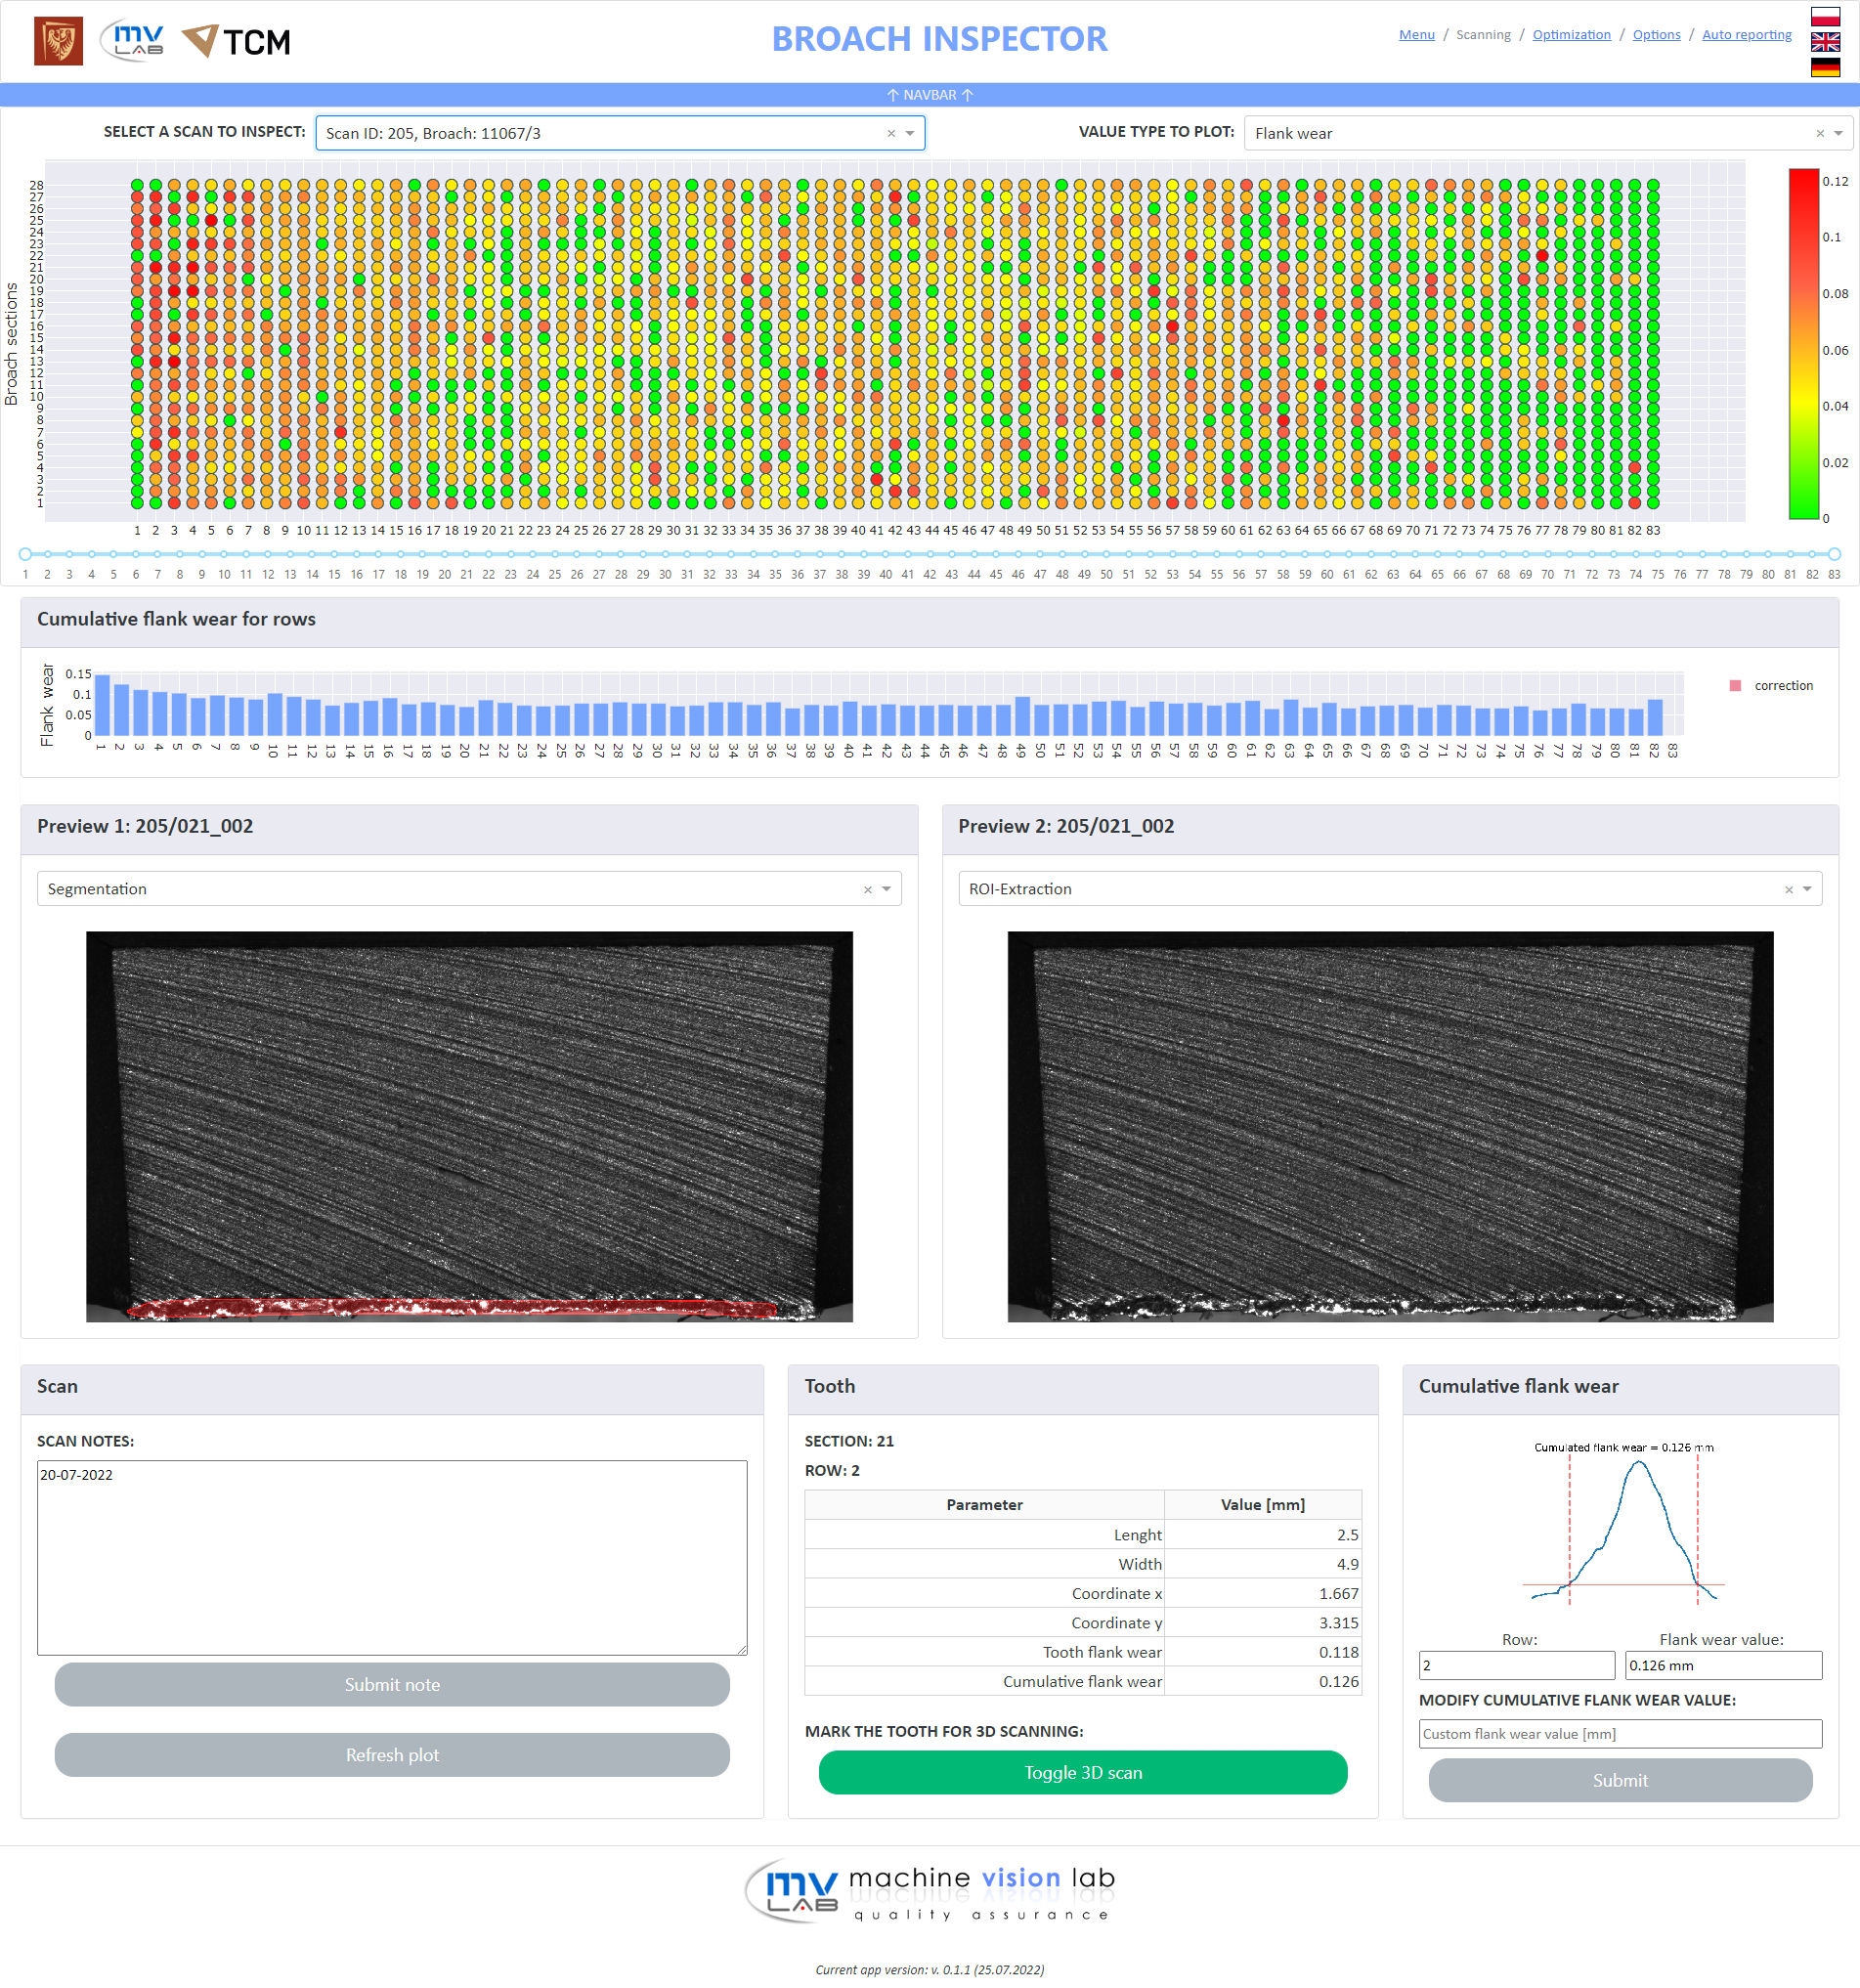 mv LAB
TCM
BROACH INSPECTOR
Menu / Scanning / Optimization / Options / Auto reporting
↑ NAVBAR ↑
SELECT A SCAN TO INSPECT: Scan ID: 205, Broach: 11067/3 × VALUE TYPE TO PLOT: Flank wear ×
Broach sections
28
27
26
25
24
23
22
21
20
19
18
17
16
15
14
13
12
11
10
9
8
7
6
5
4
3
2
1
1 2 3 4 5 6 7 8 9 10 11 12 13 14 15 16 17 18 19 20 21 22 23 24 25 26 27 28 29 30 31 32 33 34 35 36 37 38 39 40 41 42 43 44 45 46 47 48 49 50 51 52 53 54 55 56 57 58 59 60 61 62 63 64 65 66 67 68 69 70 71 72 73 74 75 76 77 78 79 80 81 82 83
0.12
0.1
0.08
0.06
0.04
0.02
0
1 2 3 4 5 6 7 8 9 10 11 12 13 14 15 16 17 18 19 20 21 22 23 24 25 26 27 28 29 30 31 32 33 34 35 36 37 38 39 40 41 42 43 44 45 46 47 48 49 50 51 52 53 54 55 56 57 58 59 60 61 62 63 64 65 66 67 68 69 70 71 72 73 74 75 76 77 78 79 80 81 82 83
Cumulative flank wear for rows
Flank wear
0.15
0.1
0.05
0
1 2 3 4 5 6 7 8 9 10 11 12 13 14 15 16 17 18 19 20 21 22 23 24 25 26 27 28 29 30 31 32 33 34 35 36 37 38 39 40 41 42 43 44 45 46 47 48 49 50 51 52 53 54 55 56 57 58 59 60 61 62 63 64 65 66 67 68 69 70 71 72 73 74 75 76 77 78 79 80 81 82 83
correction
Preview 1: 205/021_002
Segmentation ×
Preview 2: 205/021_002
ROI-Extraction ×
Scan
SCAN NOTES:
20-07-2022
Submit note
Refresh plot
Tooth
SECTION: 21
ROW: 2
Parameter Value [mm]
Lenght 2.5
Width 4.9
Coordinate x 1.667
Coordinate y 3.315
Tooth flank wear 0.118
Cumulative flank wear 0.126
MARK THE TOOTH FOR 3D SCANNING:
Toggle 3D scan
Cumulative flank wear
Cumulated flank wear = 0.126 mm
Row: Flank wear value:
2 0.126 mm
MODIFY CUMULATIVE FLANK WEAR VALUE:
Custom flank wear value [mm]
Submit
mv LAB machine vision lab
quality assurance
Current app version: v. 0.1.1 (25.07.2022)